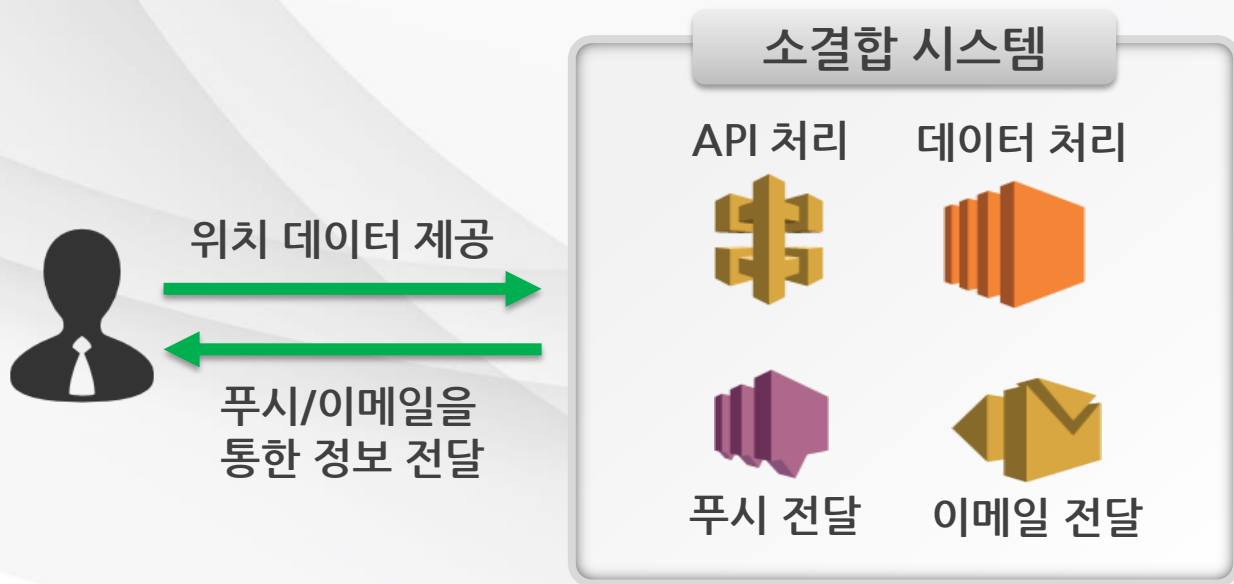 소결합 시스템
API 처리
데이터 처리
위치 데이터 제공
푸시/이메일을
통한 정보 전달
푸시 전달
이메일 전달